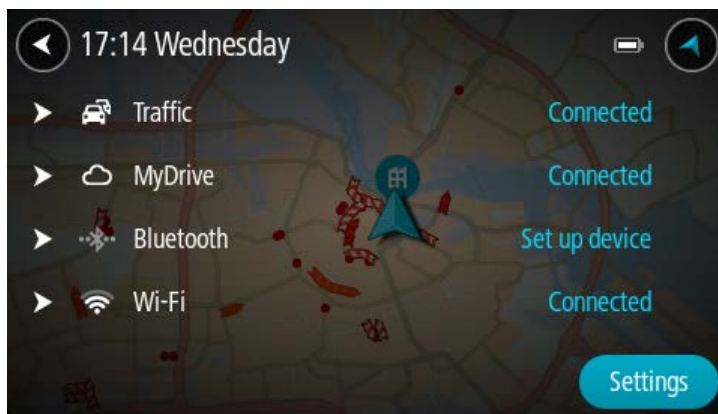 17:14 Wednesday
Traffic Connected
MyDrive Connected
Bluetooth Set up device
Wi-Fi Connected
Settings